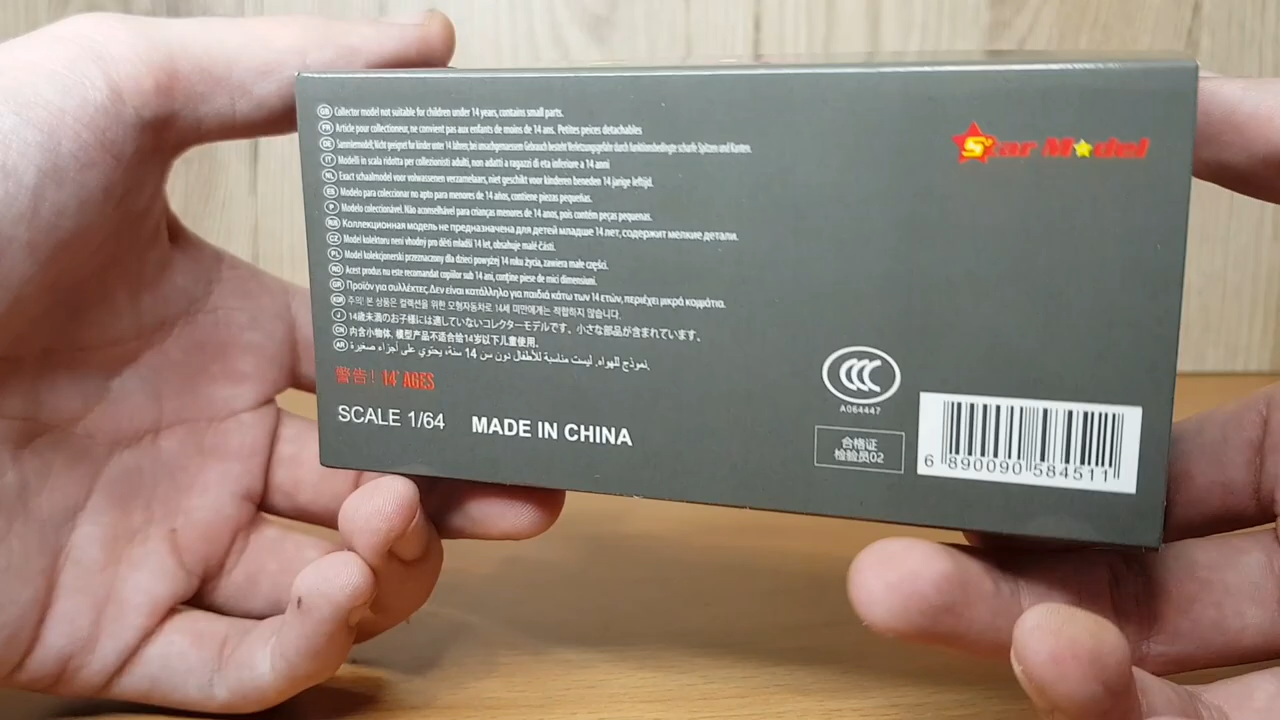 GB Collector model not suitable for children under 14 years, contains small parts.
FR Article pour collectioneur, ne convient pas aux enfants de moins de 14 ans. Petites peices detachables
DE Sammlermodel; Nicht geeignet fur kinder unter 14 Jahren, bei unsachgemassen Gebrauch besteht Verletzungsgefahr durch funktionsbedingte scharfe Spitzen und Kanten.
IT Modelli in scala ridotta per collezionisti adulti, non adatti a ragazzi di eta inferiore a 14 anni
NL Exact schaalmodel voor volwassenen verzamelaars, niet geschikt voor kinderen beneden 14 jarige leftijd.
ES Modelo para coleccionar no apto para menores de 14 años, contiene piezas pequeñas.
P Modelo coleccionável. Não aconselhável para crianças menores de 14 anos, pois contém peças pequenas.
RUS Коллекционная модель не предназначена для детей младше 14 лет, содержит мелкие детали.
CZ Model kolektoru není vhodný pro děti mladší 14 let, obsahuje malé části.
PL Model kolekcjonerski przeznaczony dla dzieci powyżej 14 roku życia, zawiera małe części.
RO Acest produs nu este recomandat copiilor sub 14 ani, conține piese de mici dimensiuni.
GR Προϊόν για συλλέκτες. Δεν είναι κατάλληλο για παιδιά κάτω των 14 ετών, περιέχει μικρά κομμάτια.
KOR 주의! 본 상품은 컬렉션을 위한 모형자동차로 14세 미만에게는 적합하지 않습니다.
J 14歳未満のお子様には適していないコレクターモデルです。小さな部品が含まれています。
CN 内含小物体, 模型产品不适合给14岁以下儿童使用.
AR نموذج للهواه. ليست مناسبة للأطفال دون سن 14 سنة، يحتوي على أجزاء صغيرة.
警告! 14+ AGES
SCALE 1/64 MADE IN CHINA
Star Model
CCC
A064447
合格证
检验员02
6 890090 584511